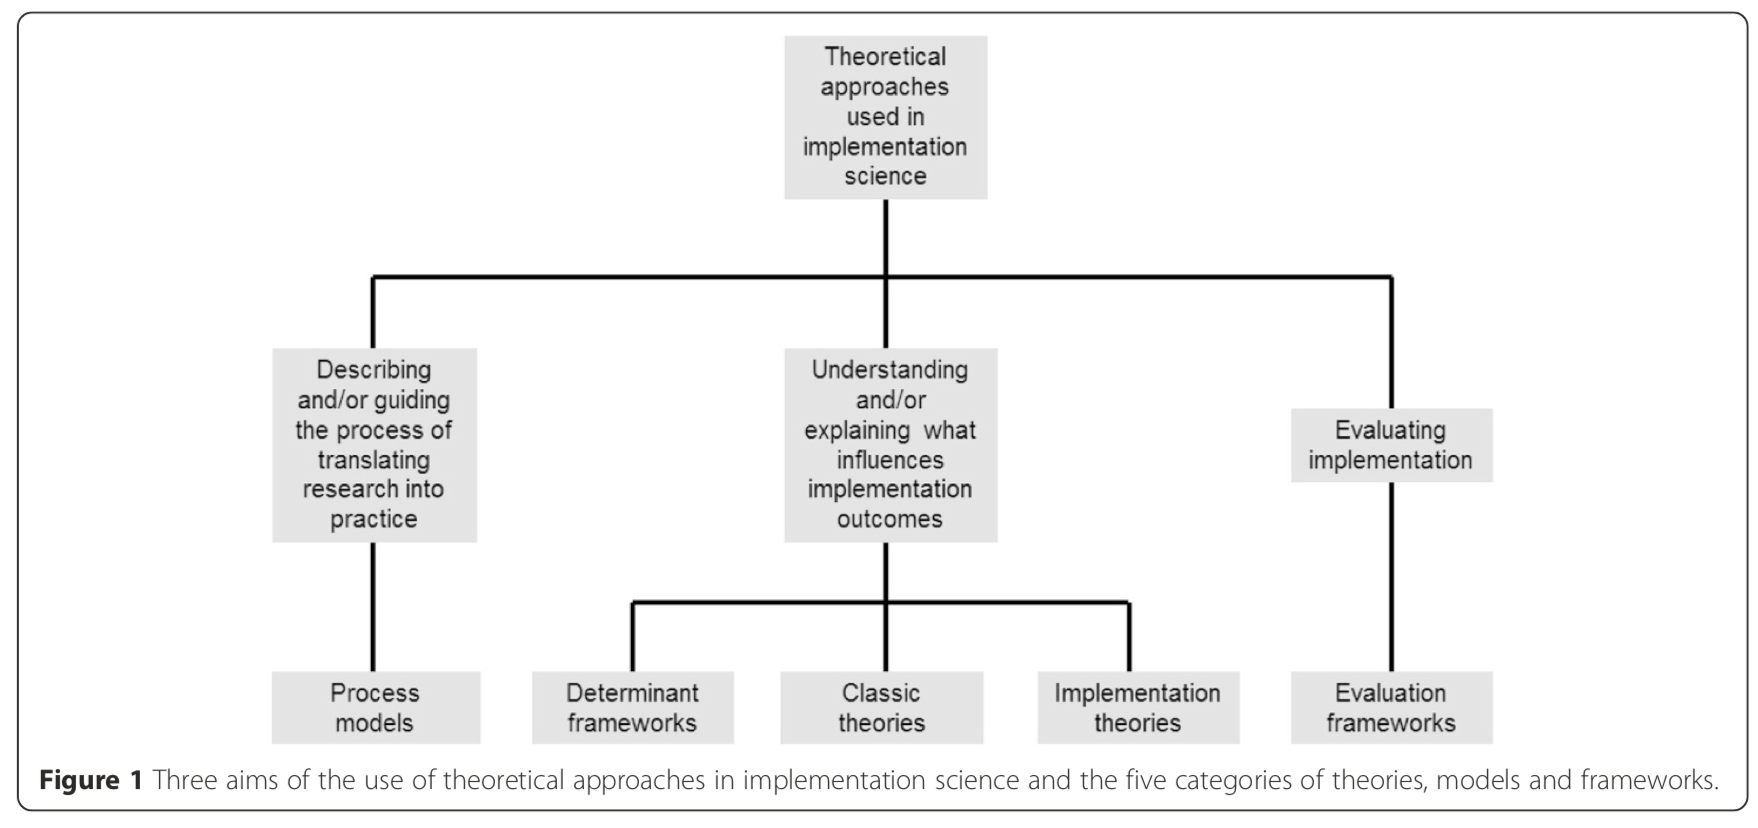 Theoretical
approaches
used in
implementation
science
Describing
and/or guiding
the process of
translating
research into
practice
Understanding
and/or
explaining what
influences
implementation
outcomes
Evaluating
implementation
Process
models
Determinant
frameworks
Classic
theories
Implementation
theories
Evaluation
frameworks
Figure 1 Three aims of the use of theoretical approaches in implementation science and the five categories of theories, models and frameworks.